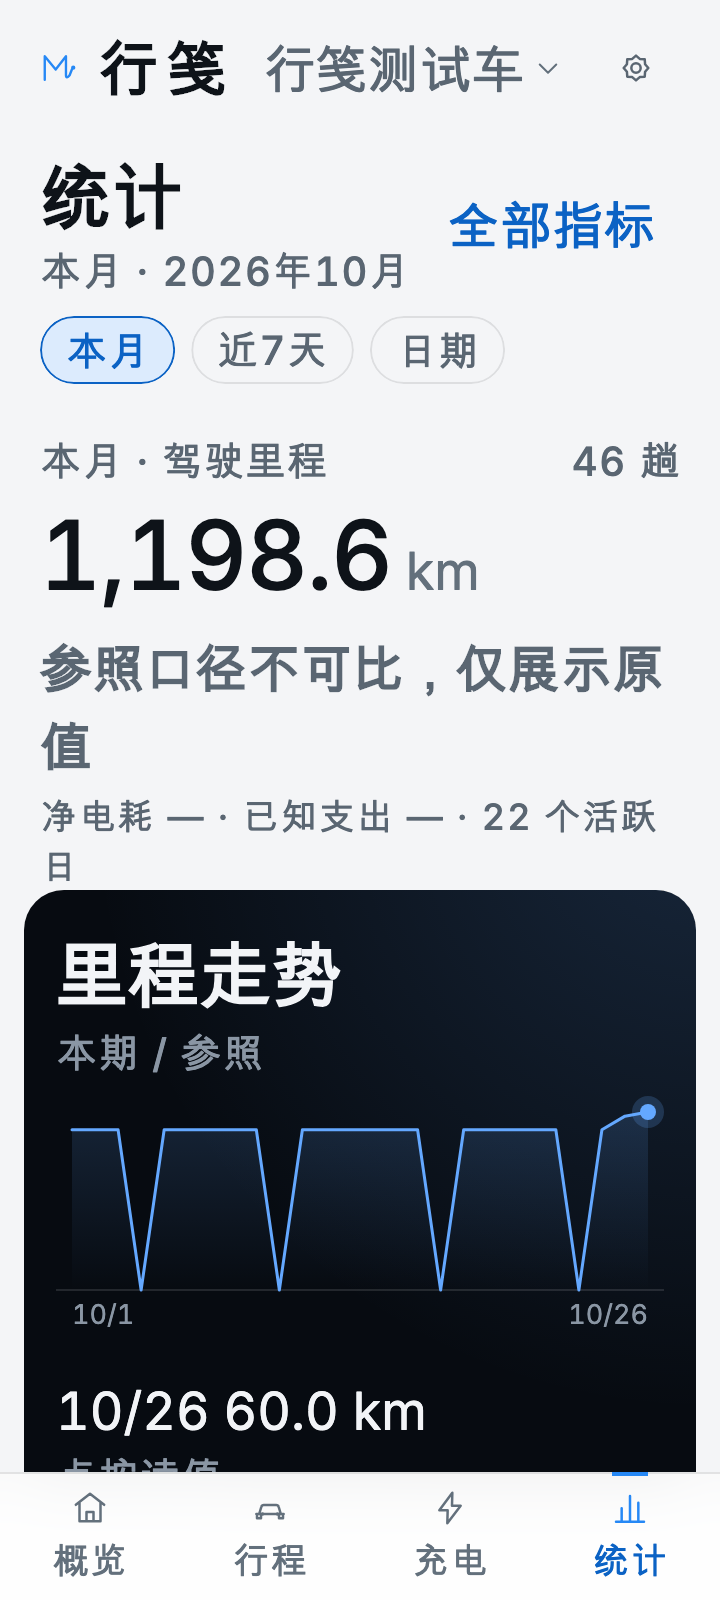 行笺 行笺测试车
统计
全部指标
本月 · 2026年10月
本月 近7天 日期
本月 · 驾驶里程 46 趟
1,198.6 km
参照口径不可比，仅展示原
值
净电耗 — · 已知支出 — · 22 个活跃
日
里程走势
本期 / 参照
10/1 10/26
10/26 60.0 km
点按读值
概览 行程 充电 统计